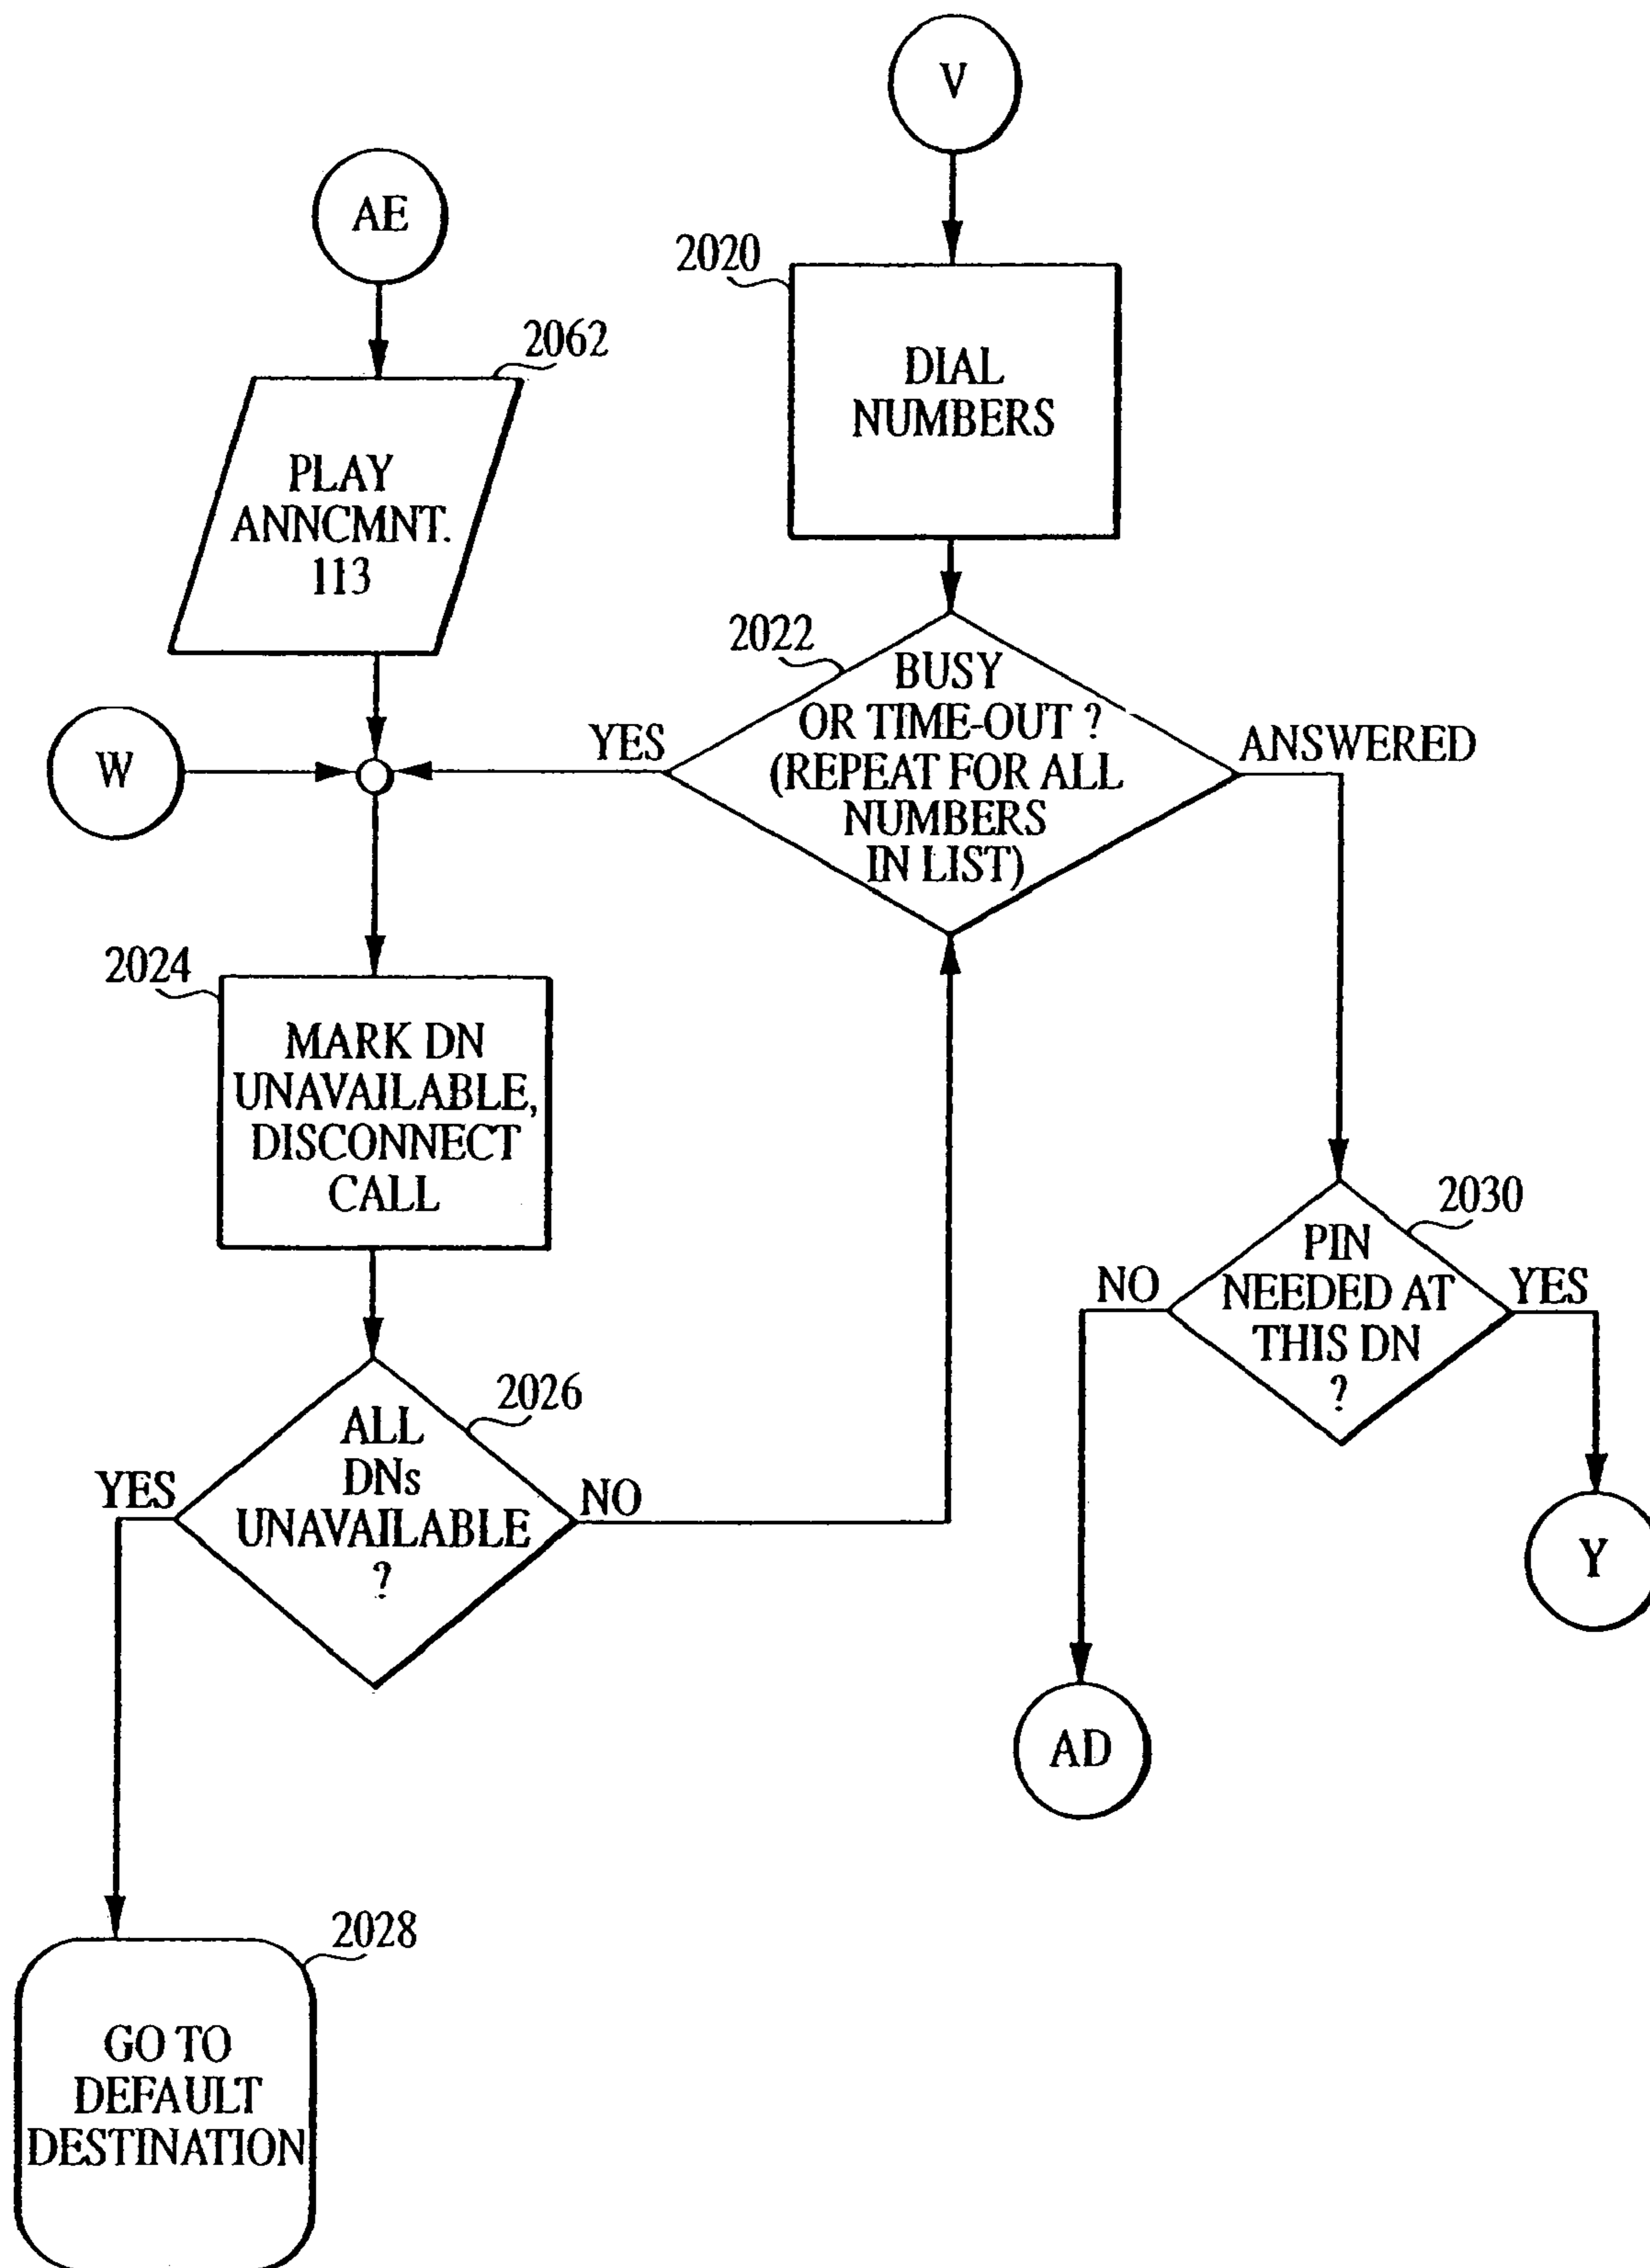 V
AE
2020
DIAL
NUMBERS
2062
PLAY
ANNCMNT.
113
2022
BUSY
OR TIME-OUT ?
(REPEAT FOR ALL
NUMBERS
IN LIST)
YES
ANSWERED
W
2024
MARK DN
UNAVAILABLE,
DISCONNECT
CALL
2030
PIN
NEEDED AT
THIS DN
?
NO
YES
2026
ALL
DNs
UNAVAILABLE
?
YES
NO
Y
AD
2028
GO TO
DEFAULT
DESTINATION